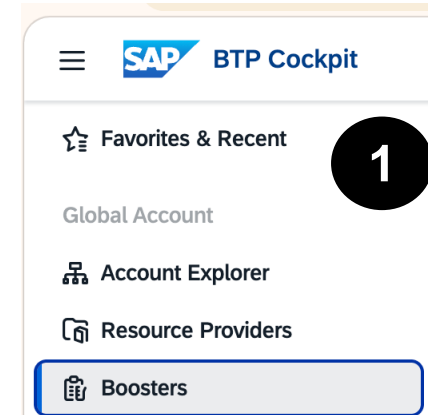 SAP BTP Cockpit
Favorites & Recent
1
Global Account
Account Explorer
Resource Providers
Boosters